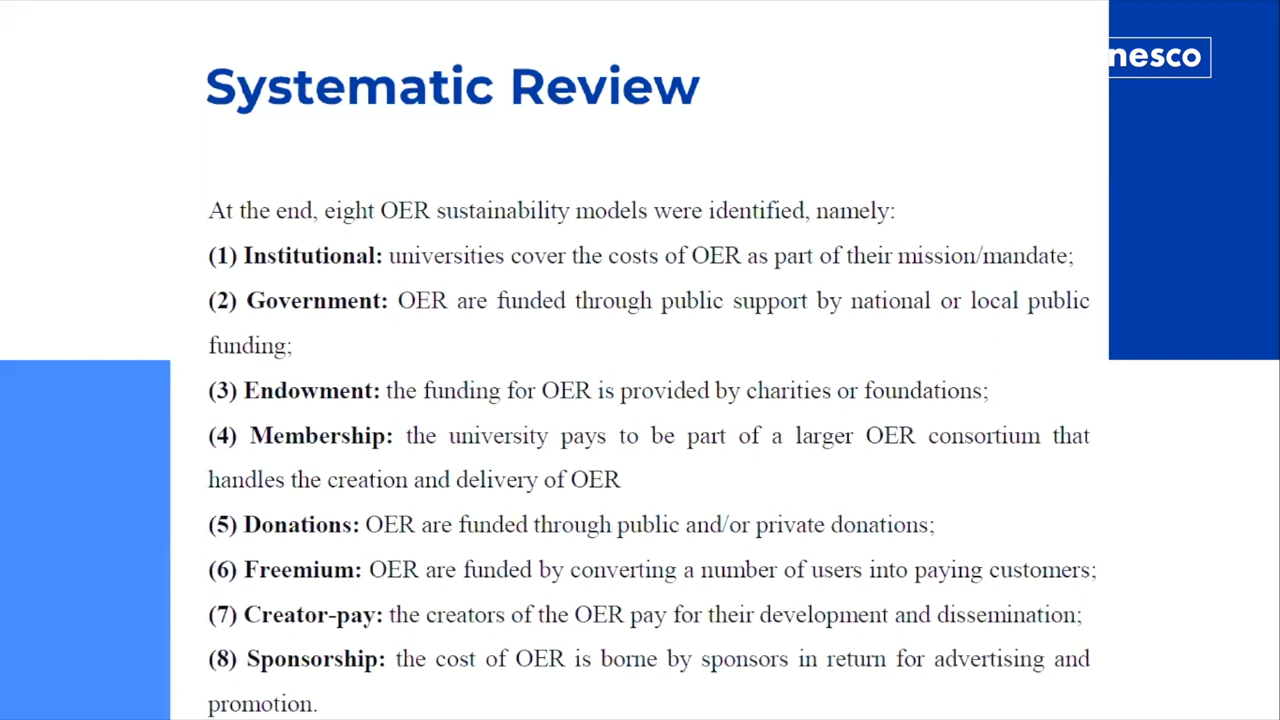 nesco
Systematic Review
At the end, eight OER sustainability models were identified, namely:
(1) Institutional: universities cover the costs of OER as part of their mission/mandate;
(2) Government: OER are funded through public support by national or local public
funding;
(3) Endowment: the funding for OER is provided by charities or foundations;
(4) Membership: the university pays to be part of a larger OER consortium that
handles the creation and delivery of OER
(5) Donations: OER are funded through public and/or private donations;
(6) Freemium: OER are funded by converting a number of users into paying customers;
(7) Creator-pay: the creators of the OER pay for their development and dissemination;
(8) Sponsorship: the cost of OER is borne by sponsors in return for advertising and
promotion.